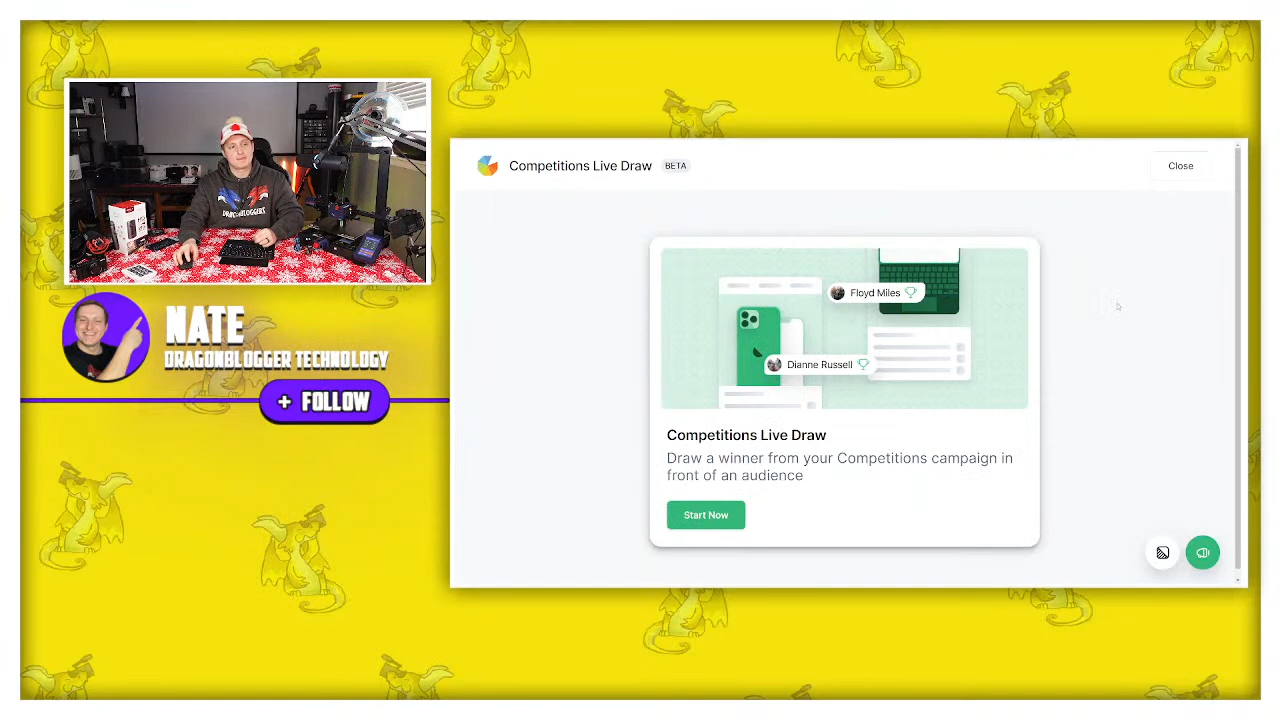 DRAGONBLOGGERS
NATE
DRAGONBLOGGER TECHNOLOGY
+ FOLLOW
Competitions Live Draw BETA
Close
Floyd Miles
Dianne Russell
Competitions Live Draw
Draw a winner from your Competitions campaign in
front of an audience
Start Now